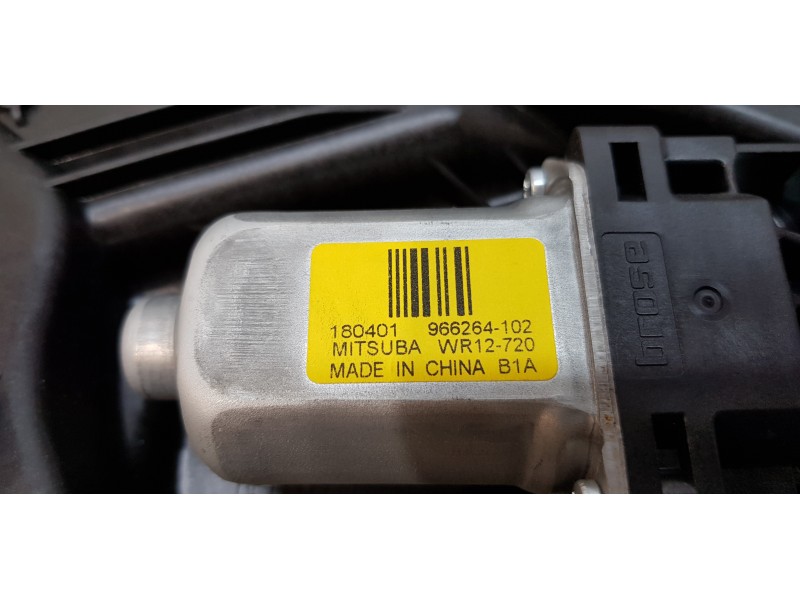 180401 966264-102
MITSUBA WR12-720
MADE IN CHINA B1A
brose